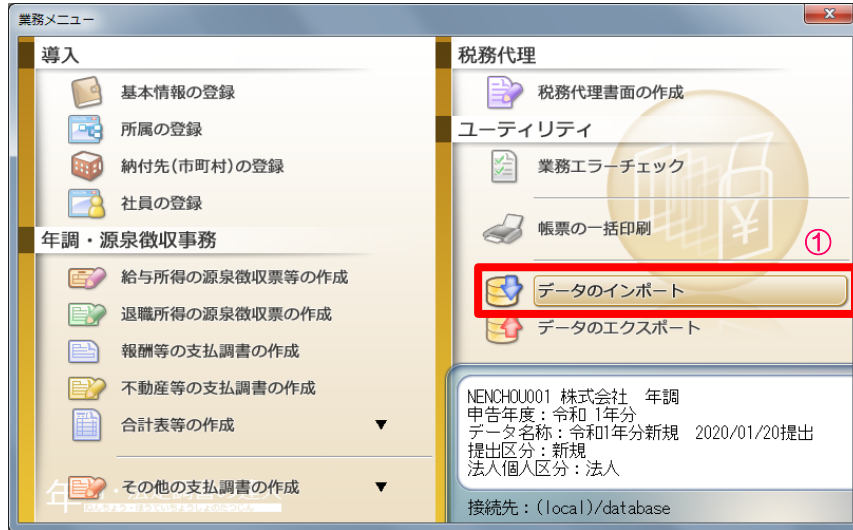 業務メニュー
導入
基本情報の登録
所属の登録
納付先(市町村)の登録
社員の登録
年調・源泉徴収事務
給与所得の源泉徴収票等の作成
退職所得の源泉徴収票の作成
報酬等の支払調書の作成
不動産等の支払調書の作成
合計表等の作成 ▼
その他の支払調書の作成 ▼
税務代理
税務代理書面の作成
ユーティリティ
業務エラーチェック
帳票の一括印刷
①
データのインポート
データのエクスポート
NENCHOU001 株式会社 年調
申告年度:令和 1年分
データ名称:令和1年分新規 2020/01/20提出
提出区分:新規
法人個人区分:法人
接続先:(local)/database